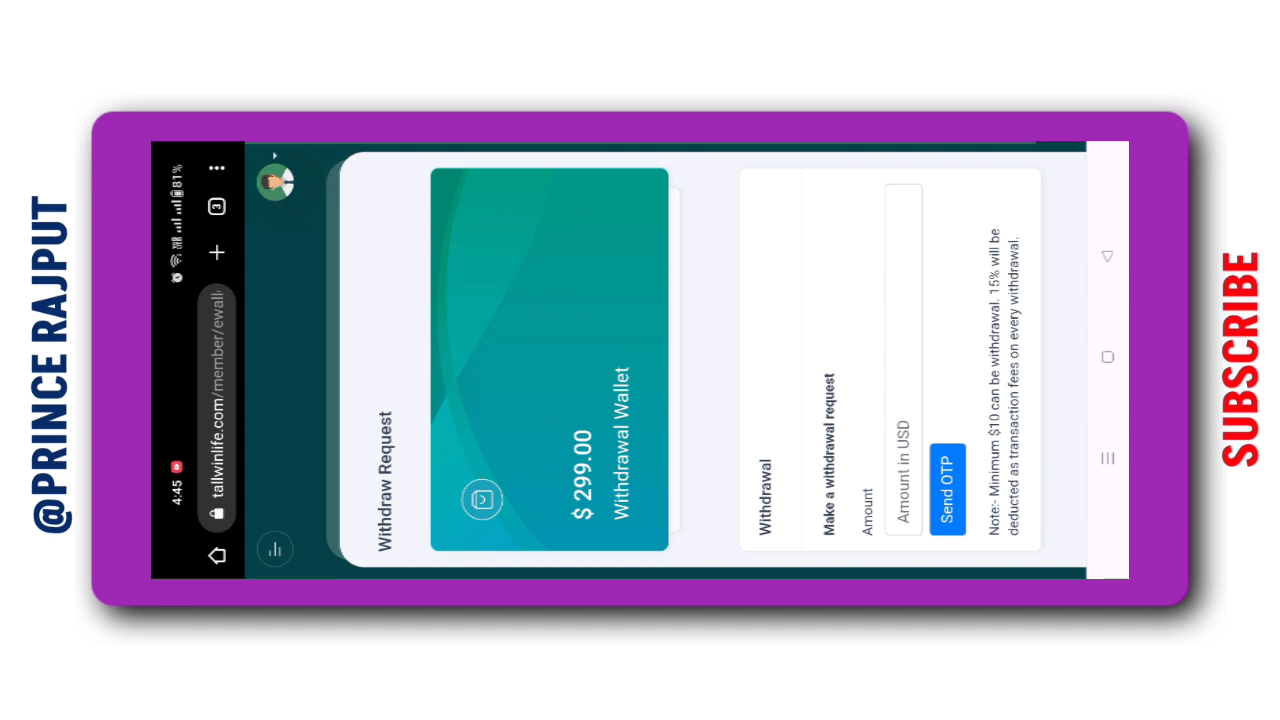 @PRINCE RAJPUT
4:45
81%
tallwinlife.com/member/ewall
3
Withdraw Request
$ 299.00
Withdrawal Wallet
Withdrawal
Make a withdrawal request
Amount
Amount in USD
Send OTP
Note:- Minimum $10 can be withdrawal. 15% will be
deducted as transaction fees on every withdrawal.
SUBSCRIBE